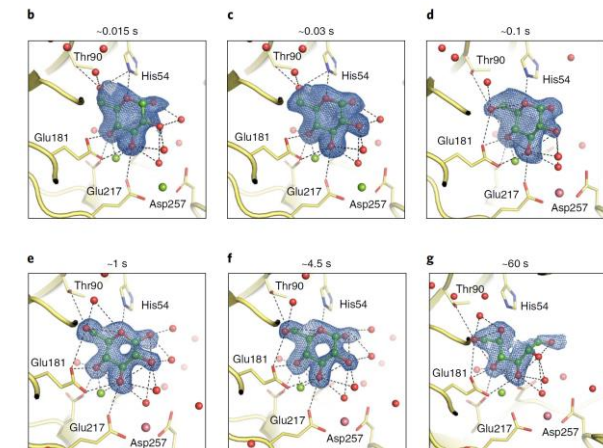 b
~0.015 s
Thr90
His54
Glu181
Glu217
Asp257
c
~0.03 s
Thr90
His54
Glu181
Glu217
Asp257
d
~0.1 s
Thr90
His54
Glu181
Glu217
Asp257
e
~1 s
Thr90
His54
Glu181
Glu217
Asp257
f
~4.5 s
Thr90
His54
Glu181
Glu217
Asp257
g
~60 s
Thr90
His54
Glu181
Glu217
Asp257